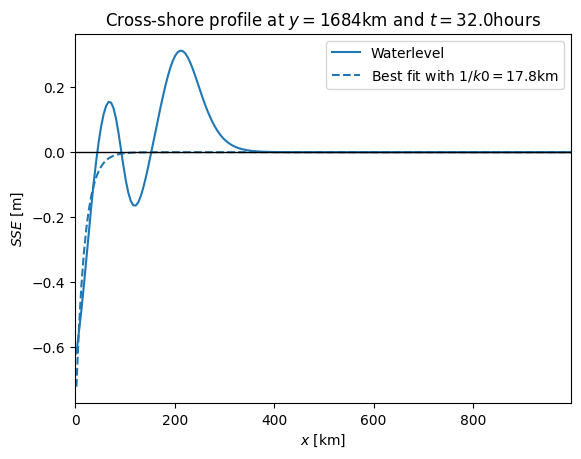 Cross-shore profile at y = 1684km and t = 32.0hours
Waterlevel
Best fit with 1/k0 = 17.8km
0.2
0.0
−0.2
−0.4
−0.6
SSE [m]
0 200 400 600 800
x [km]